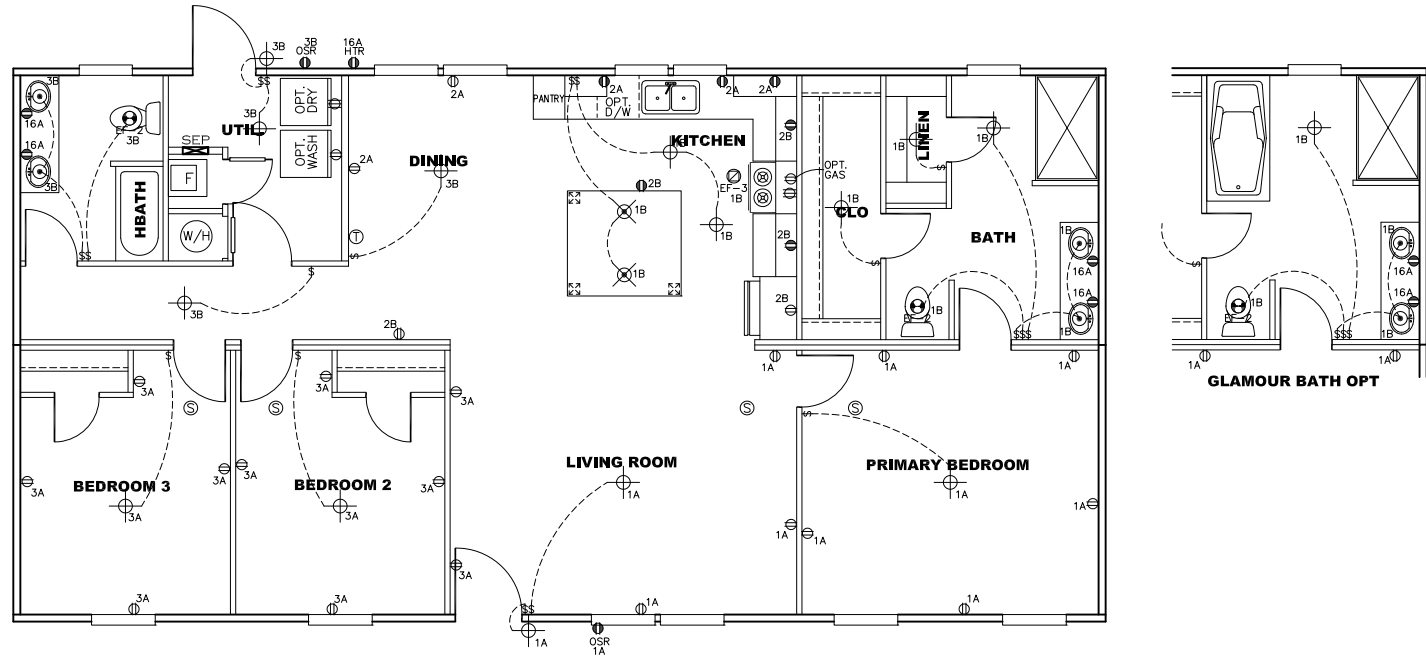 3B
3B
OSR
16A
HTR
3B
16A
16A
3B
EF-2
3B
$$
3B
UTIL
OPT.
DRY
OPT.
WASH
SEP
F
W/H
HBATH
$$
2A
2A
DINING
3B
T
$
$
3B
2B
PANTRY
$$
OPT.
D/W
2A
2A
2A
KITCHEN
1B
2B
EF-3
1B
1B
1B
1B
2B
2B
OPT.
GAS
1B
CLO
$
LINEN
1B
$
1B
BATH
1B
16A
16A
1B
EF-2
1B
$$$
1B
16A
16A
1B
EF-2
1B
$$$
1A
1A
GLAMOUR BATH OPT
$
3A
S
$
3A
S
3A
BEDROOM 3
3A
3A
3A
BEDROOM 2
3A
3A
3A
3A
3A
3A
S
LIVING ROOM
1A
1A
1A
1A
$
S
PRIMARY BEDROOM
1A
1A
1A
1A
1A
$$
1A
OSR
1A
1A
1A